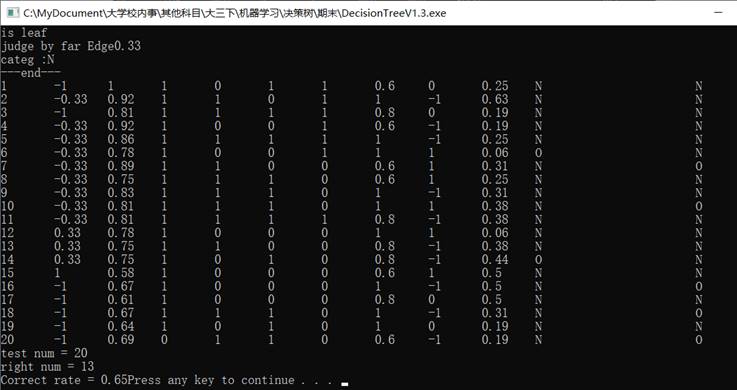 C:\MyDocument\大学校内事\其他科目\大三下\机器学习\决策树\期末\DecisionTreeV1.3.exe
is leaf
judge by far Edge0.33
categ :N
---end---
1 -1 1 1 0 1 1 0.6 0 0.25 N N
2 -0.33 0.92 1 1 0 1 1 -1 0.63 N N
3 -1 0.81 1 1 1 1 0.8 0 0.19 N N
4 -0.33 0.92 1 0 0 1 0.6 -1 0.19 N N
5 -0.33 0.86 1 1 1 1 1 -1 0.25 N N
6 -0.33 0.78 1 0 0 1 1 1 0.06 O N
7 -0.33 0.89 1 1 0 0 0.6 1 0.31 N O
8 -0.33 0.75 1 1 1 0 0.6 1 0.25 N N
9 -0.33 0.83 1 1 1 0 1 -1 0.31 N N
10 -0.33 0.81 1 1 1 0 1 1 0.38 N O
11 -0.33 0.81 1 1 1 1 0.8 -1 0.38 N N
12 0.33 0.78 1 0 0 0 1 1 0.06 N O
13 0.33 0.75 1 1 0 0 0.8 -1 0.38 N N
14 0.33 0.75 1 0 1 0 0.8 -1 0.44 O N
15 1 0.58 1 0 0 0 0.6 1 0.5 N N
16 -1 0.67 1 0 0 0 1 -1 0.5 N O
17 -1 0.61 1 0 0 0 0.8 0 0.5 N N
18 -1 0.67 1 1 1 0 1 -1 0.31 N O
19 -1 0.64 1 0 1 0 1 0 0.19 N N
20 -1 0.69 0 1 1 0 0.6 -1 0.19 N O
test num = 20
right num = 13
Correct rate = 0.65Press any key to continue . . .